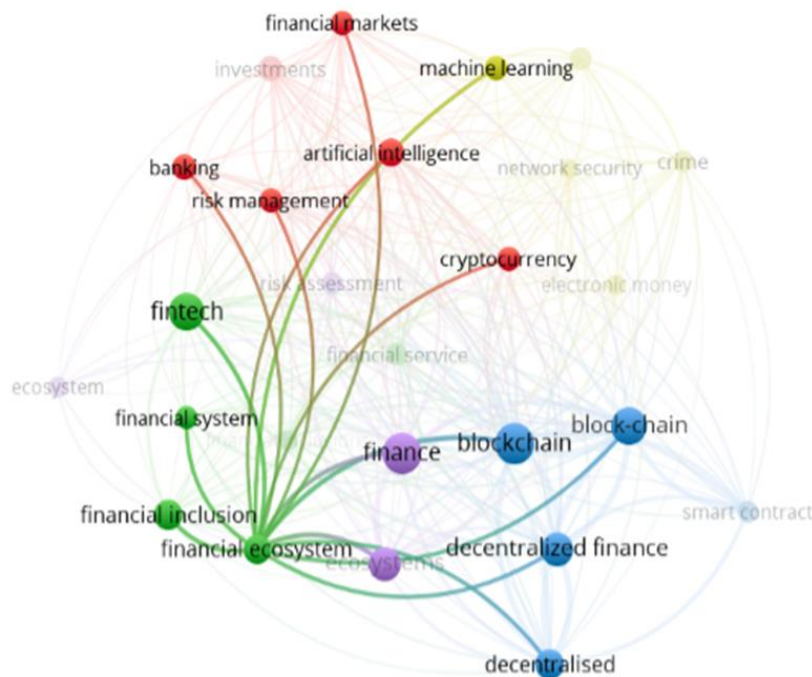 financial markets
investments
machine learning
artificial intelligence
banking
network security
crime
risk management
cryptocurrency
risk assessment
electronic money
fintech
financial service
ecosystem
financial system
block-chain
blockchain
finance
smart contract
financial inclusion
financial ecosystem
decentralized finance
ecosystems
decentralised